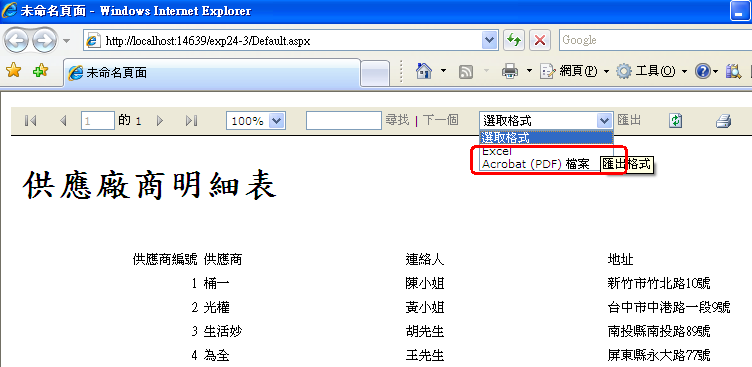 未命名頁面 - Windows Internet Explorer
http://localhost:14639/exp24-3/Default.aspx
Google
未命名頁面
網頁(P)
工具(O)
1 的 1 100% 尋找 | 下一個 選取格式 匯出
選取格式
Excel
Acrobat (PDF) 檔案
匯出格式
供應廠商明細表
供應商編號 供應商 連絡人 地址
1 桶一 陳小姐 新竹市竹北路10號
2 光權 黃小姐 台中市中港路一段9號
3 生活妙 胡先生 南投縣南投路89號
4 為全 王先生 屏東縣永大路77號